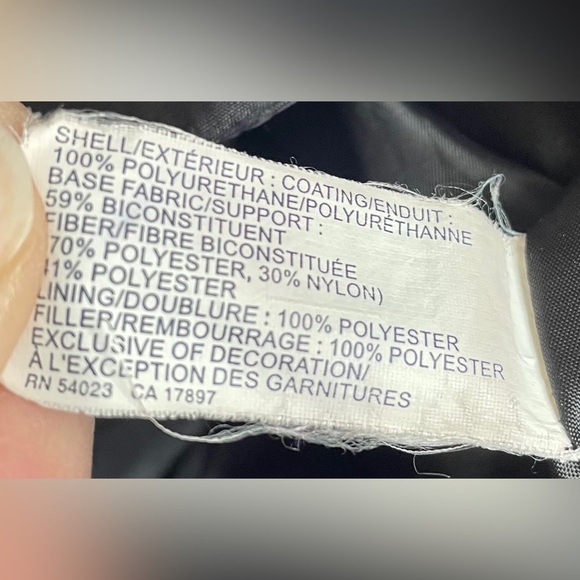 SHELL/EXTÉRIEUR : COATING/ENDUIT :
100% POLYURETHANE/POLYURÉTHANNE
BASE FABRIC/SUPPORT :
59% BICONSTITUENT
FIBER/FIBRE BICONSTITUÉE
(70% POLYESTER, 30% NYLON)
41% POLYESTER
LINING/DOUBLURE : 100% POLYESTER
FILLER/REMBOURRAGE : 100% POLYESTER
EXCLUSIVE OF DECORATION/
À L'EXCEPTION DES GARNITURES
RN 54023 CA 17897